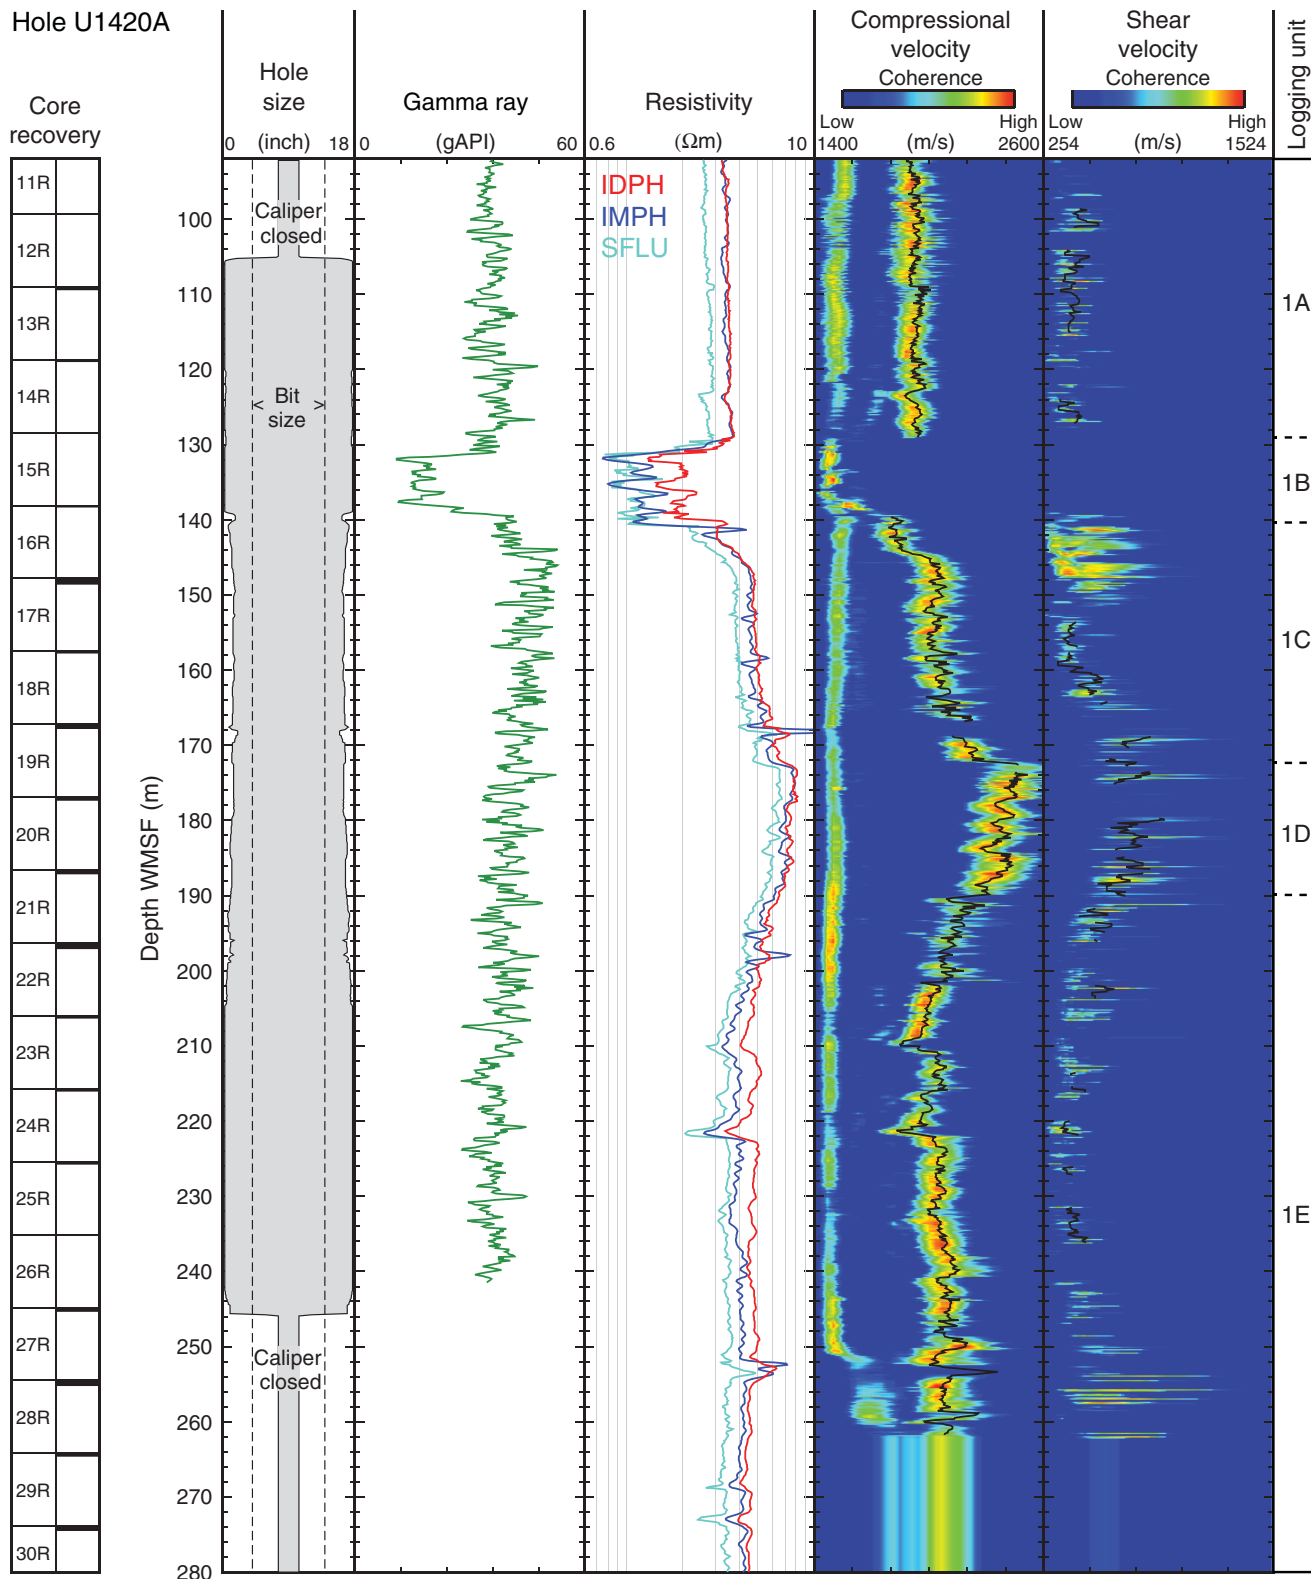 Hole U1420A
Core
recovery
Hole
size
(inch)
0 18
Gamma ray
(gAPI)
0 60
Resistivity
(Ωm)
0.6 10
Compressional
velocity
Coherence
Low High
1400 (m/s) 2600
Shear
velocity
Coherence
Low High
254 (m/s) 1524
Logging unit
IDPH
IMPH
SFLU
Caliper
closed
< Bit >
size
Caliper
closed
11R
12R
13R
14R
15R
16R
17R
18R
19R
20R
21R
22R
23R
24R
25R
26R
27R
28R
29R
30R
Depth WMSF (m)
100
110
120
130
140
150
160
170
180
190
200
210
220
230
240
250
260
270
280
1A
1B
1C
1D
1E